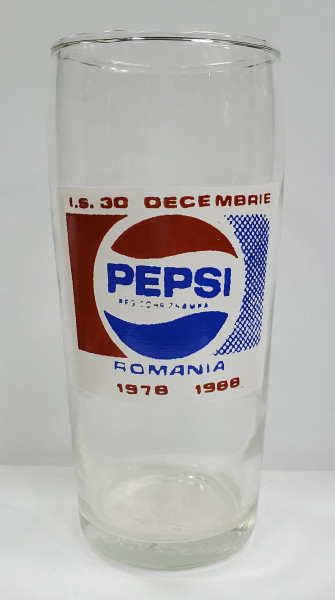 I.S. 30 DECEMBRIE
PEPSI
ROMANIA
1978 1988